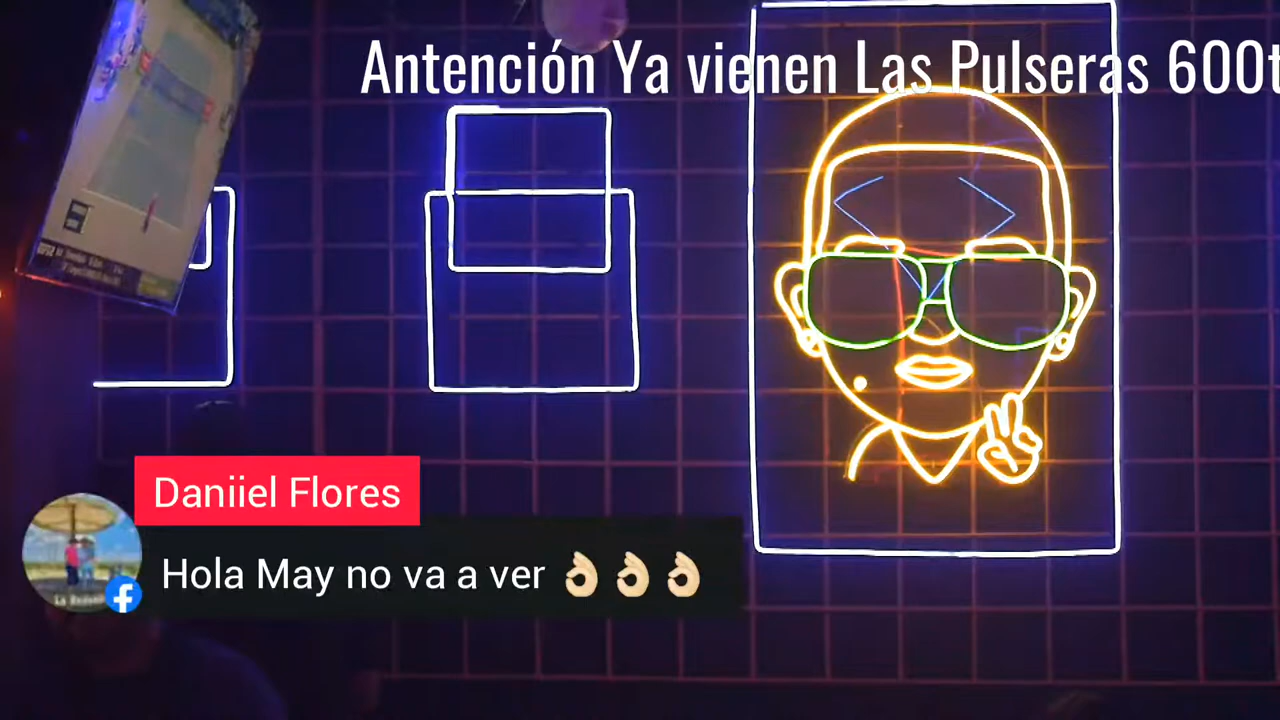 Antención Ya vienen Las Pulseras 600t
Daniiel Flores
Hola May no va a ver 👌🏻👌🏻👌🏻